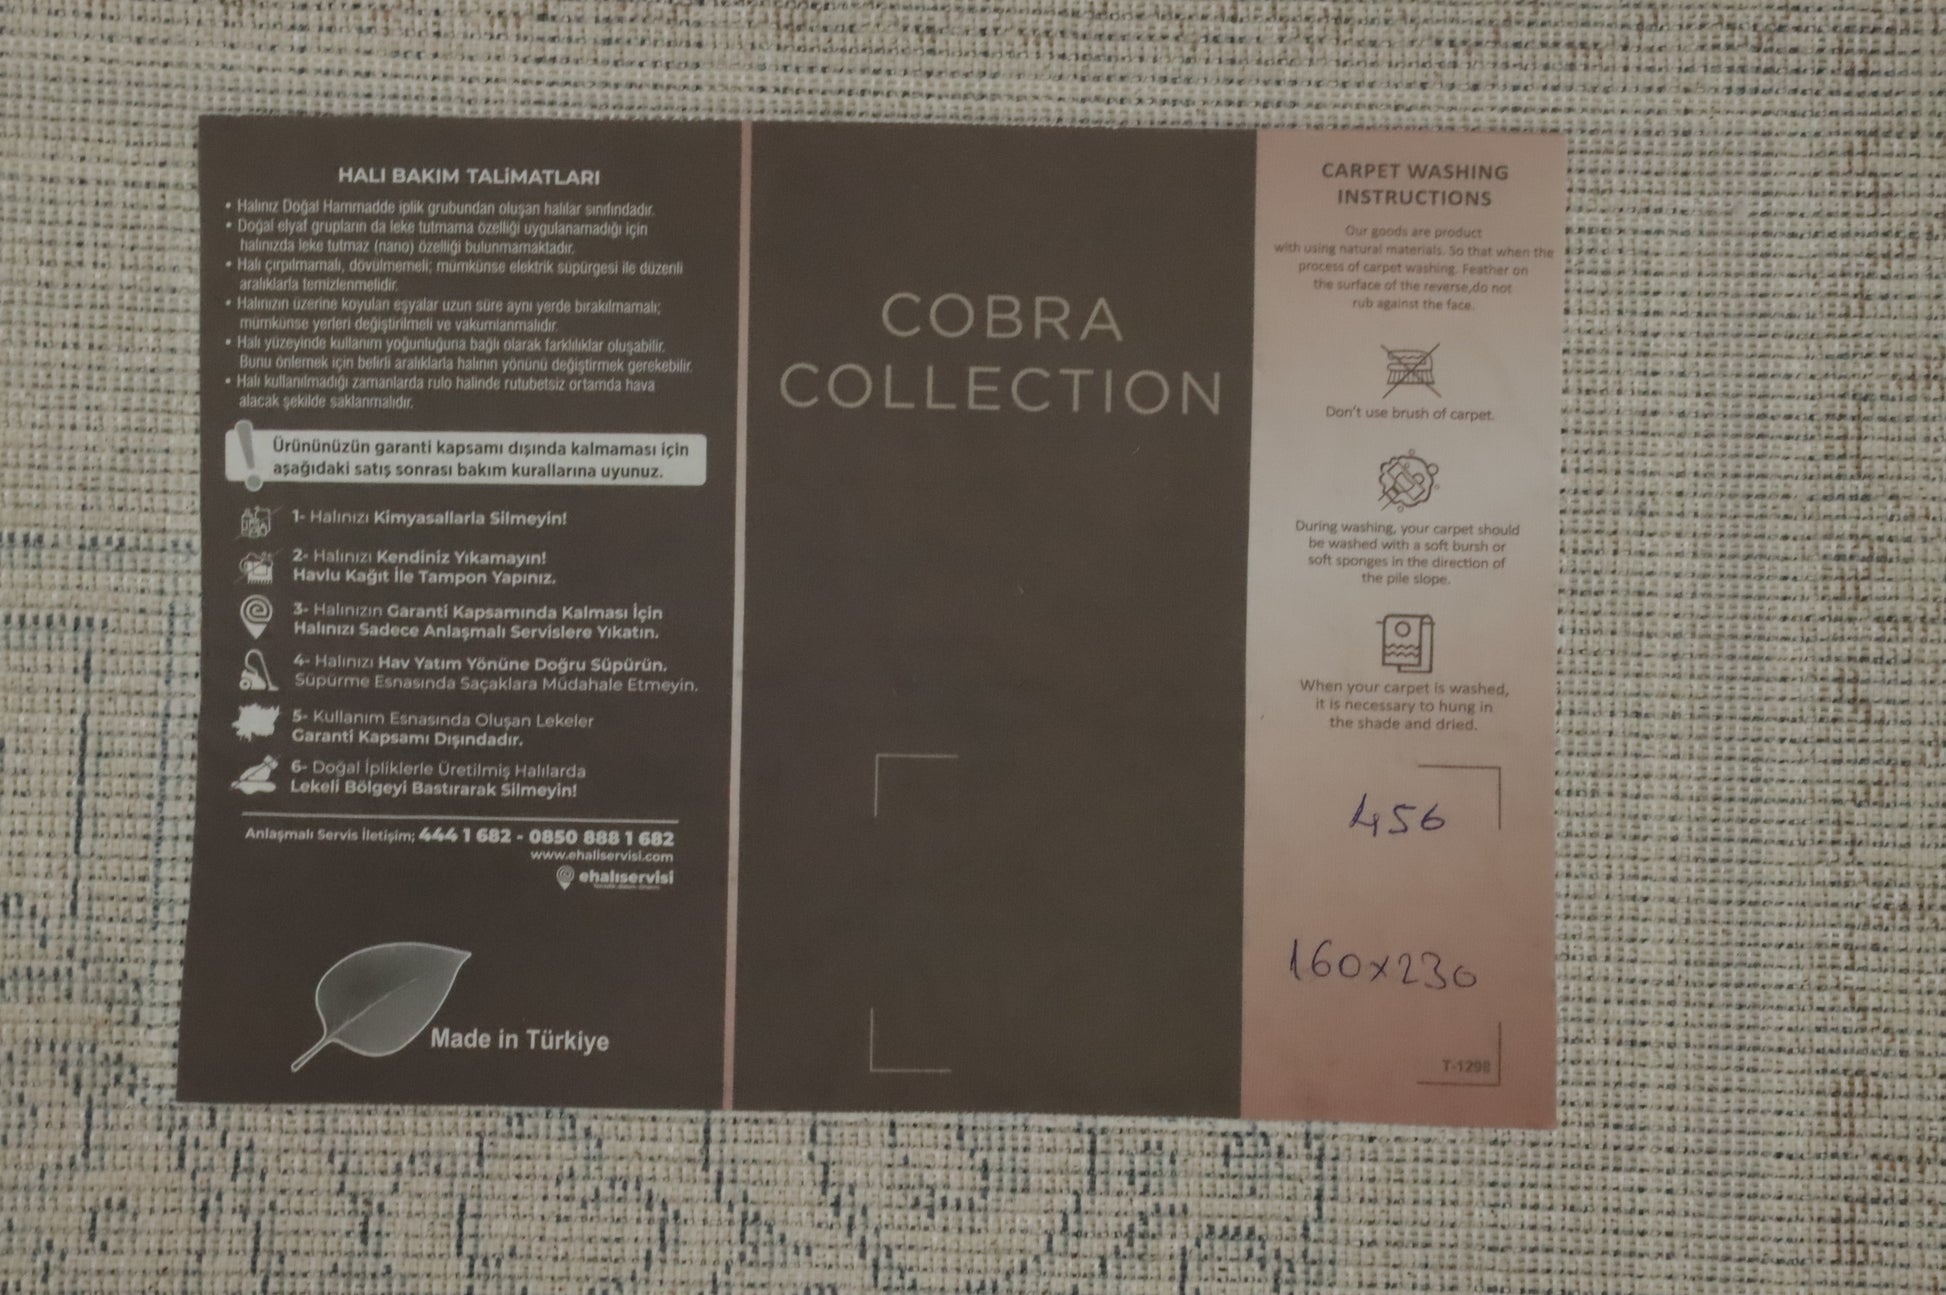 HALI BAKIM TALİMATLARI
• Halınız Doğal Hammadde iplik grubundan oluşan halılar sınıfındadır.
• Doğal elyaf grupların da leke tutmama özelliği uygulanamadığı için
halınızda leke tutmaz (nano) özelliği bulunmamaktadır.
• Halı çırpılmamalı, dövülmemeli; mümkünse elektrik süpürgesi ile düzenli
aralıklarla temizlenmelidir.
• Halınızın üzerine koyulan eşyalar uzun süre aynı yerde bırakılmamalı;
mümkünse yerleri değiştirilmeli ve vakumlanmalıdır.
• Halı yüzeyinde kullanım yoğunluğuna bağlı olarak farklılıklar oluşabilir.
Bunu önlemek için belirli aralıklarla halının yönünü değiştirmek gerekebilir.
• Halı kullanılmadığı zamanlarda rulo halinde rutubetsiz ortamda hava
alacak şekilde saklanmalıdır.
Ürününüzün garanti kapsamı dışında kalmaması için
aşağıdaki satış sonrası bakım kurallarına uyunuz.
1- Halınızı Kimyasallarla Silmeyin!
2- Halınızı Kendiniz Yıkamayın!
Havlu Kağıt İle Tampon Yapınız.
3- Halınızın Garanti Kapsamında Kalması İçin
Halınızı Sadece Anlaşmalı Servislere Yıkatın.
4- Halınızı Hav Yatım Yönüne Doğru Süpürün.
Süpürme Esnasında Saçaklara Müdahale Etmeyin.
5- Kullanım Esnasında Oluşan Lekeler
Garanti Kapsamı Dışındadır.
6- Doğal İpliklerle Üretilmiş Halılarda
Lekeli Bölgeyi Bastırarak Silmeyin!
Anlaşmalı Servis İletişim; 444 1 682 - 0850 888 1 682
www.ehaliservisi.com
ehalıservisi
Made in Türkiye
COBRA
COLLECTION
CARPET WASHING
INSTRUCTIONS
Our goods are product
with using natural materials. So that when the
process of carpet washing. Feather on
the surface of the reverse,do not
rub against the face.
Don't use brush of carpet.
During washing, your carpet should
be washed with a soft bursh or
soft sponges in the direction of
the pile slope.
When your carpet is washed,
it is necessary to hung in
the shade and dried.
456
160x230
T-1298